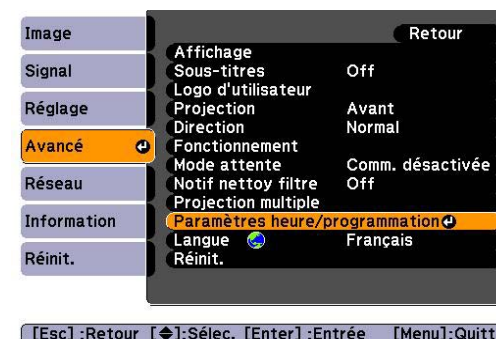 Image
Signal
Réglage
Avancé
Réseau
Information
Réinit.
Retour
Affichage
Sous-titres Off
Logo d'utilisateur
Projection Avant
Direction Normal
Fonctionnement
Mode attente Comm. désactivée
Notif nettoy filtre Off
Projection multiple
Paramètres heure/programmation
Langue Français
Réinit.
[Esc] :Retour [◆]:Sélec. [Enter] :Entrée [Menu]:Quitt